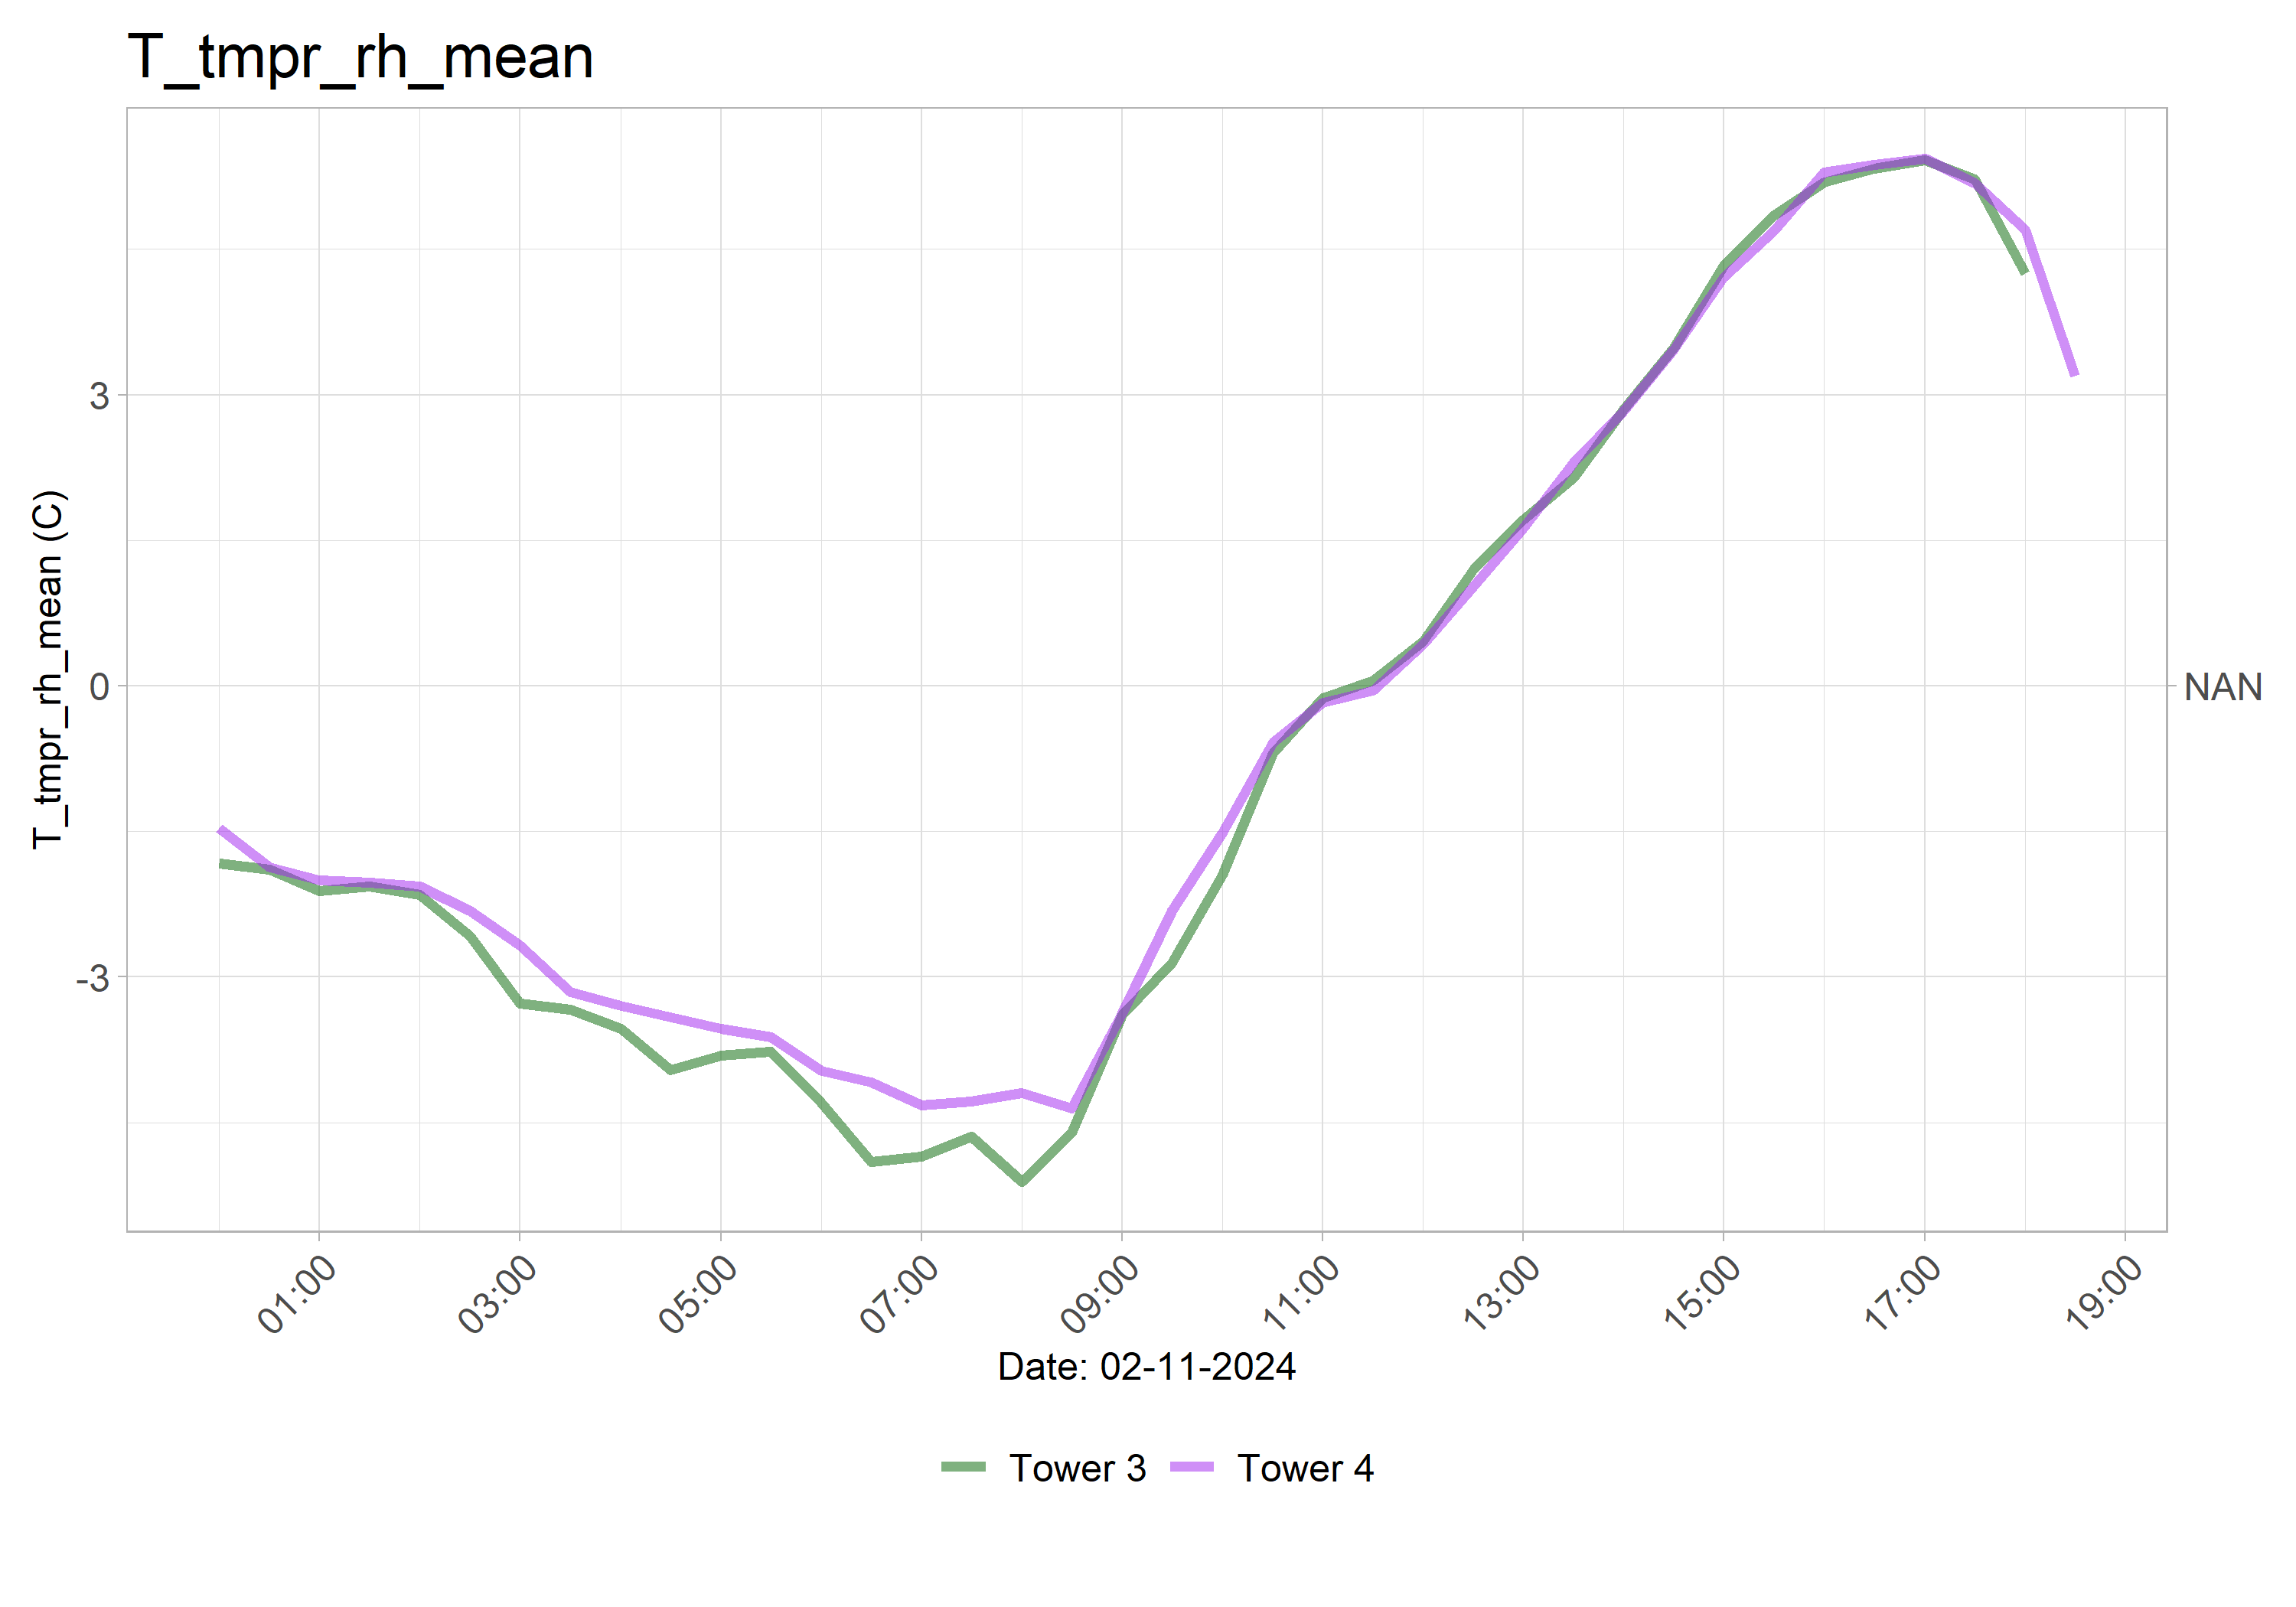 T_tmpr_rh_mean
T_tmpr_rh_mean (C)
3
0
-3
NAN
01:00
03:00
05:00
07:00
09:00
11:00
13:00
15:00
17:00
19:00
Date: 02-11-2024
Tower 3
Tower 4